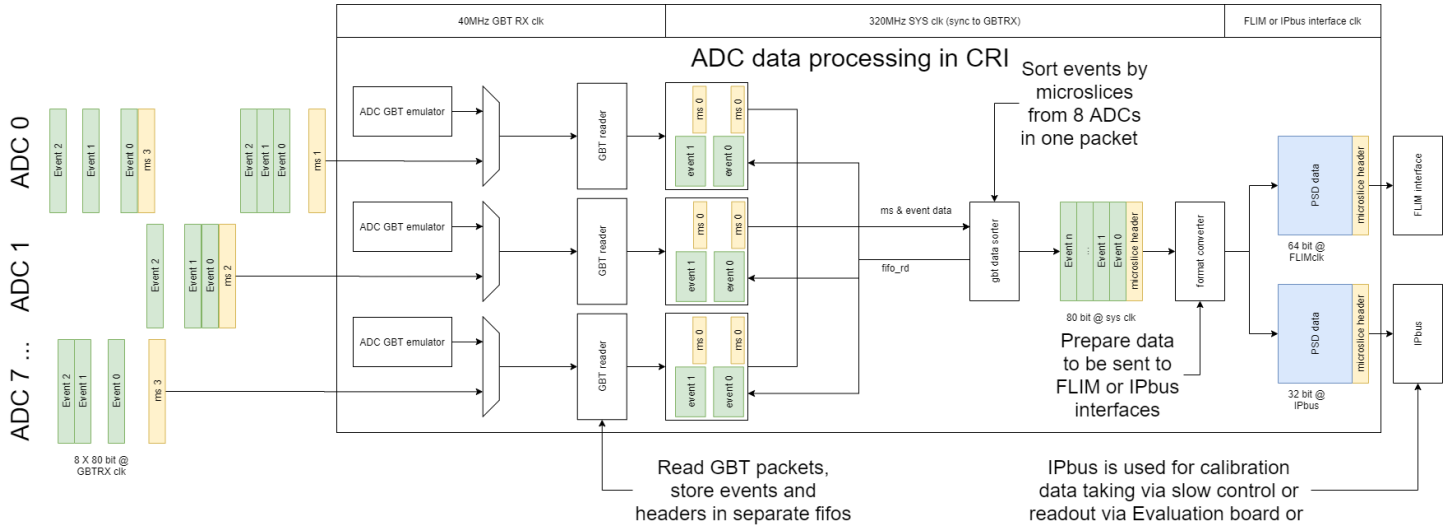 40MHz GBT RX clk
320MHz SYS clk (sync to GBTRX)
FLIM or IPbus interface clk
ADC data processing in CRI
Sort events by
microslices
from 8 ADCs
in one packet
ADC 0
Event 2
Event 1
Event 0
ms 3
Event 2
Event 1
Event 0
ms 1
ADC GBT emulator
GBT reader
ms 0
ms 0
event 1
event 0
ADC 1
Event 2
Event 1
Event 0
ms 2
ADC GBT emulator
GBT reader
ms 0
ms 0
event 1
event 0
ADC 7 ...
Event 2
Event 1
Event 0
ms 3
8 X 80 bit @
GBTRX clk
ADC GBT emulator
GBT reader
ms 0
ms 0
event 1
event 0
ms & event data
fifo_rd
gbt data sorter
Event n
...
Event 1
Event 0
microslice header
80 bit @ sys clk
format converter
Prepare data
to be sent to
FLIM or IPbus
interfaces
PSD data
microslice header
64 bit @
FLIMclk
FLIM interface
PSD data
microslice header
32 bit @
IPbus
IPbus
Read GBT packets,
store events and
headers in separate fifos
IPbus is used for calibration
data taking via slow control or
readout via Evaluation board or